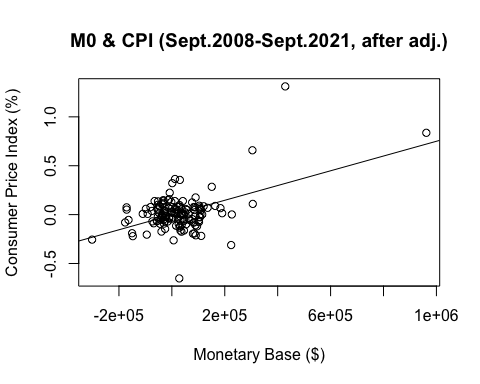 M0 & CPI (Sept.2008-Sept.2021, after adj.)
Consumer Price Index (%)
1.0
0.5
0.0
-0.5
-2e+05 2e+05 6e+05 1e+06
Monetary Base ($)